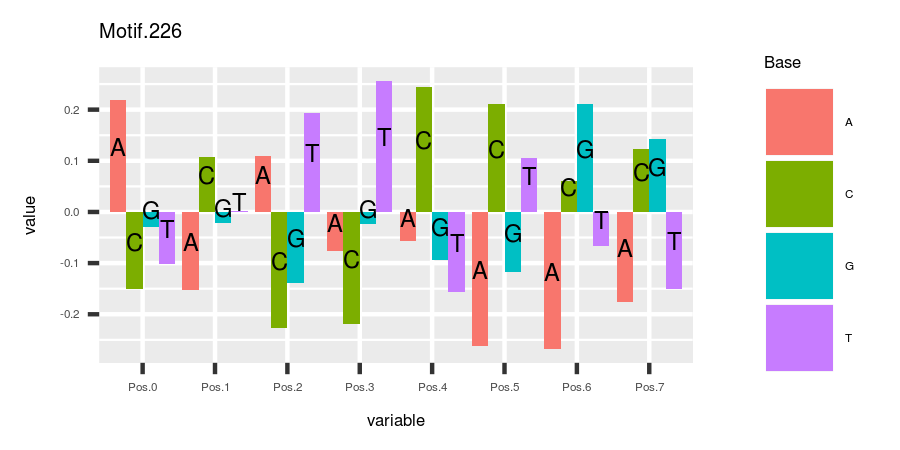 Motif.226
value
0.2
0.1
0.0
-0.1
-0.2
A C G T
A C G T
A C G T
A C G T
A C G T
A C G T
A C G T
A C G T
Pos.0 Pos.1 Pos.2 Pos.3 Pos.4 Pos.5 Pos.6 Pos.7
variable
Base
A
C
G
T